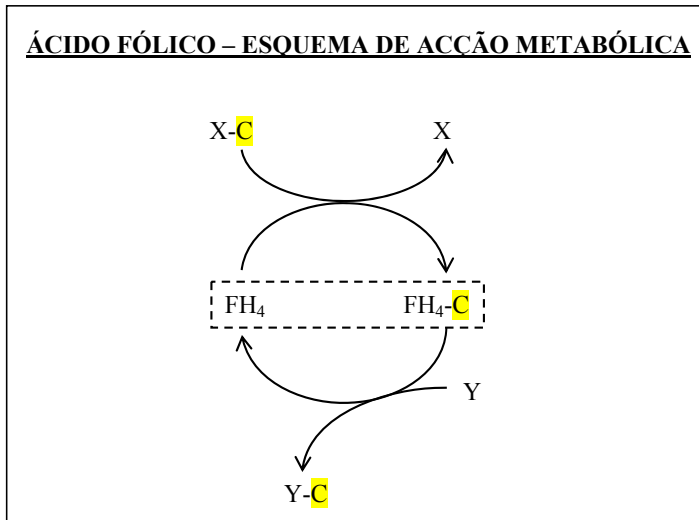 ÁCIDO FÓLICO – ESQUEMA DE ACÇÃO METABÓLICA
X-C X
FH₄ FH₄-C
Y
Y-C